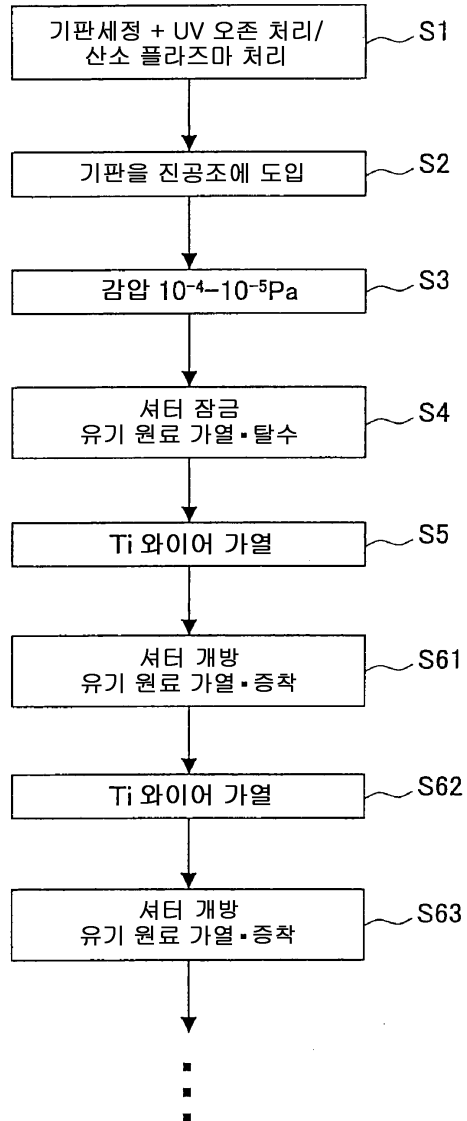 기판세정 + UV 오존 처리/
산소 플라즈마 처리
S1
기판을 진공조에 도입
S2
감압 10⁻⁴–10⁻⁵Pa
S3
셔터 잠금
유기 원료 가열▪탈수
S4
Ti 와이어 가열
S5
셔터 개방
유기 원료 가열▪증착
S61
Ti 와이어 가열
S62
셔터 개방
유기 원료 가열▪증착
S63